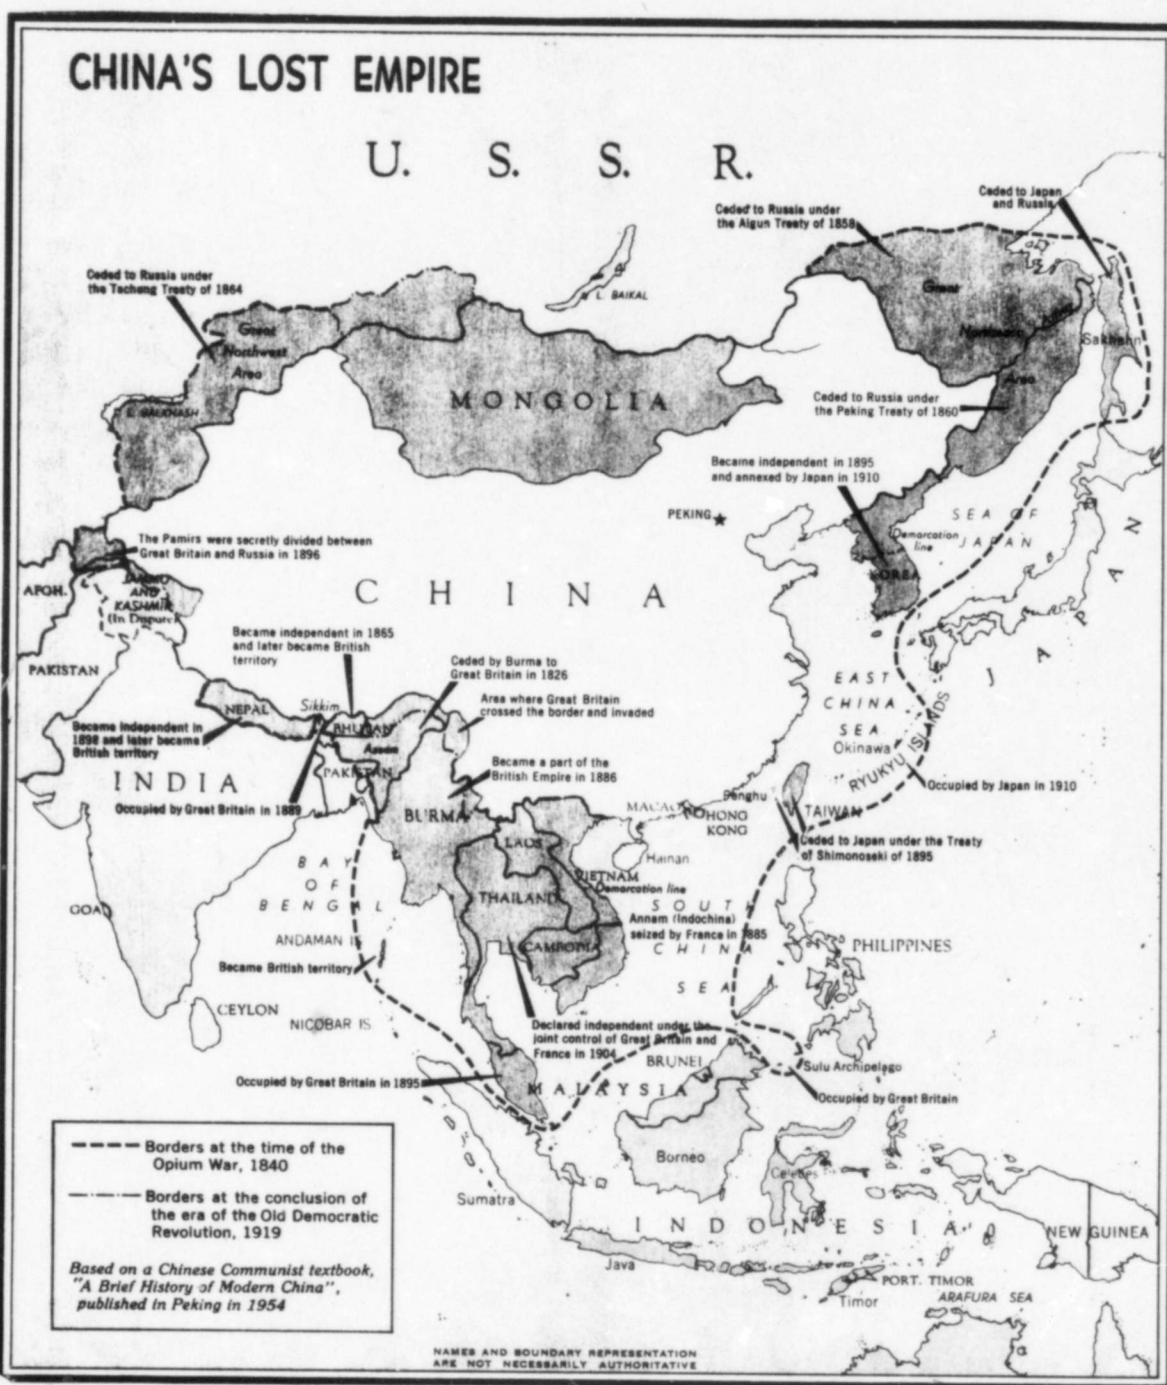 CHINA'S LOST EMPIRE
U. S. S. R.
Ceded to Japan
and Russia
Ceded to Russia under
the Aigun Treaty of 1858
L. BAIKAL
Ceded to Russia under
the Tacheng Treaty of 1864
Great
Northwest
Area
L. BALKHASH
Great
Northeast
Area
Sakhalin
MONGOLIA
Ceded to Russia under
the Peking Treaty of 1860
Became independent in 1895
and annexed by Japan in 1910
PEKING
SEA OF
JAPAN
Demarcation
line
KOREA
JAPAN
The Pamirs were secretly divided between
Great Britain and Russia in 1896
AFGH.
JAMMU
AND
KASHMIR
(In Dispute)
CHINA
PAKISTAN
Became independent in 1865
and later became British
territory
Ceded by Burma to
Great Britain in 1826
Area where Great Britain
crossed the border and invaded
EAST
CHINA
SEA
Okinawa
RYUKYU ISLANDS
NEPAL
Sikkim
BHUTAN
Assam
Became independent in
1898 and later became
British territory
PAKISTAN
INDIA
Became a part of the
British Empire in 1886
Occupied by Great Britain in 1889
Occupied by Japan in 1910
Penghu
TAIWAN
BURMA
MACAO
HONG
KONG
Ceded to Japan under the Treaty
of Shimonoseki of 1895
LAOS
Hainan
BAY
OF
BENGAL
VIETNAM
Demarcation line
THAILAND
GOA
SOUTH
CHINA
SEA
Annam (Indochina)
seized by France in 1885
ANDAMAN IS
CAMBODIA
PHILIPPINES
Became British territory
CEYLON
NICOBAR IS
Declared independent under the
joint control of Great Britain and
France in 1904
BRUNEI
Sulu Archipelago
Occupied by Great Britain in 1895
MALAYSIA
Occupied by Great Britain
Borders at the time of the
Opium War, 1840
Borders at the conclusion of
the era of the Old Democratic
Revolution, 1919
Based on a Chinese Communist textbook,
"A Brief History of Modern China",
published in Peking in 1954
Borneo
Celebes
Sumatra
INDONESIA
NEW GUINEA
Java
PORT. TIMOR
Timor
ARAFURA SEA
NAMES AND BOUNDARY REPRESENTATION
ARE NOT NECESSARILY AUTHORITATIVE